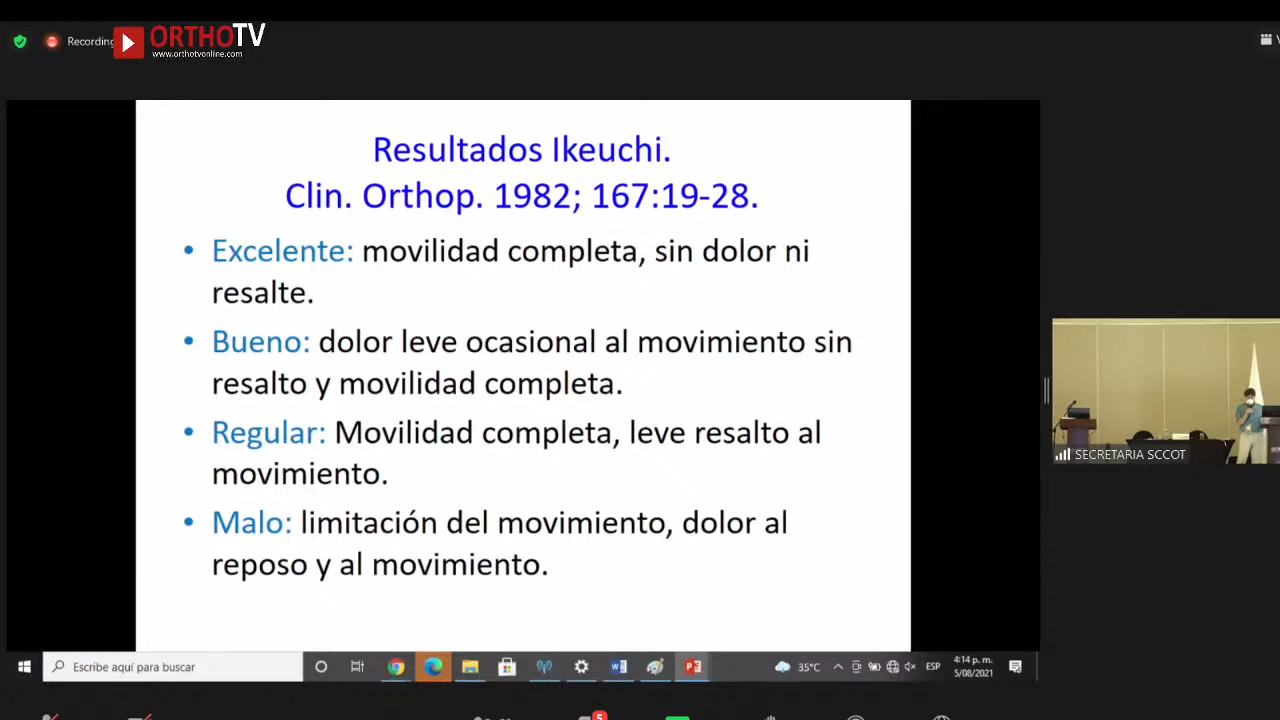 Recording
ORTHOTV
www.orthotvonline.com
Resultados Ikeuchi.
Clin. Orthop. 1982; 167:19-28.
• Excelente: movilidad completa, sin dolor ni
resalte.
• Bueno: dolor leve ocasional al movimiento sin
resalto y movilidad completa.
• Regular: Movilidad completa, leve resalto al
movimiento.
• Malo: limitación del movimiento, dolor al
reposo y al movimiento.
SECRETARIA SCCOT
Escribe aquí para buscar
35°C
ESP
4:14 p. m.
5/08/2021
5